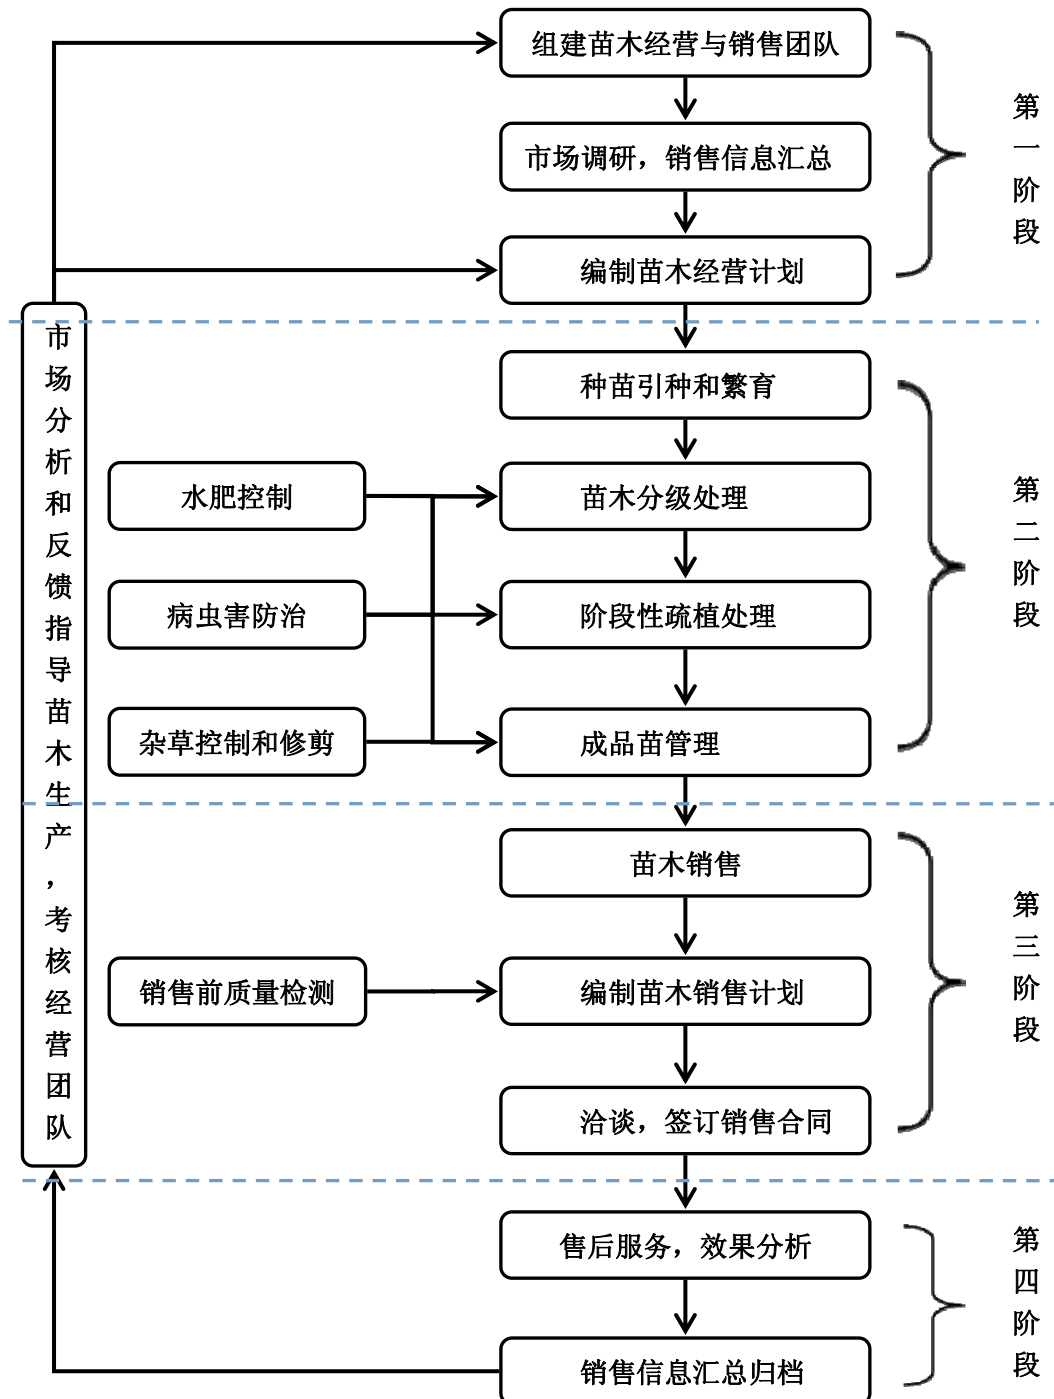 组建苗木经营与销售团队
市场调研，销售信息汇总
编制苗木经营计划
第一阶段
种苗引种和繁育
水肥控制
苗木分级处理
病虫害防治
阶段性疏植处理
杂草控制和修剪
成品苗管理
第二阶段
苗木销售
销售前质量检测
编制苗木销售计划
洽谈，签订销售合同
第三阶段
售后服务，效果分析
销售信息汇总归档
第四阶段
市场分析和反馈指导苗木生产，考核经营团队